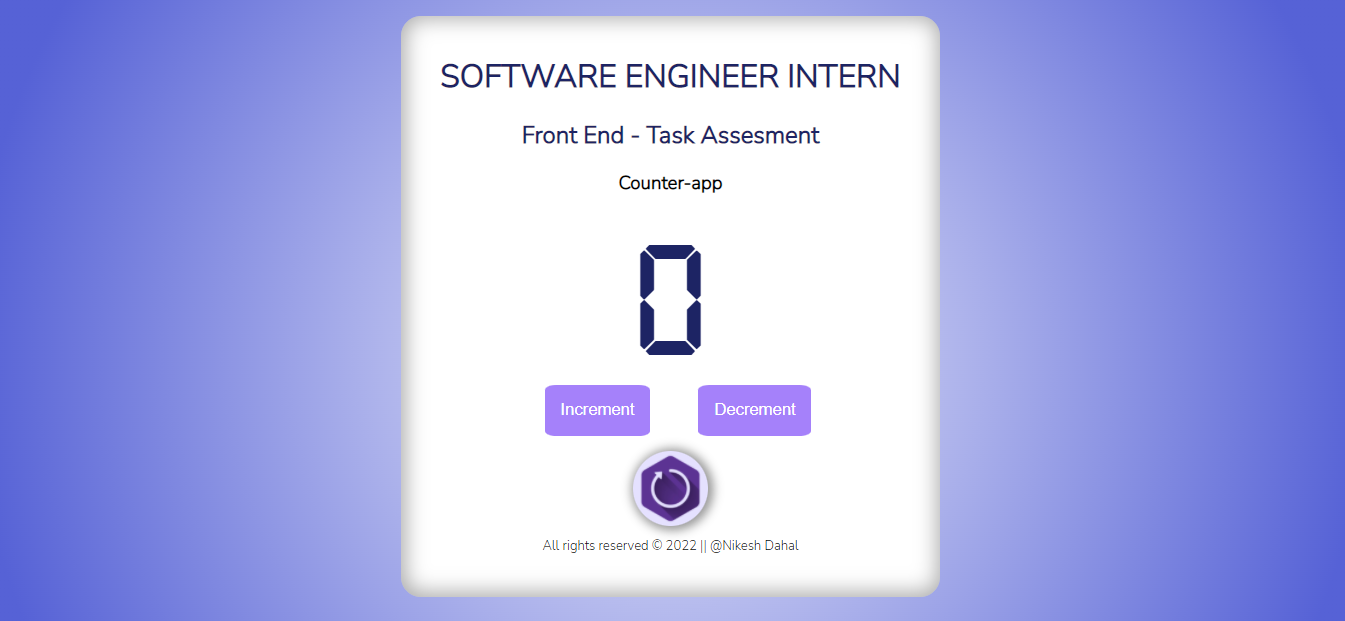 SOFTWARE ENGINEER INTERN
Front End - Task Assesment
Counter-app
0
Increment Decrement
All rights reserved © 2022 || @Nikesh Dahal